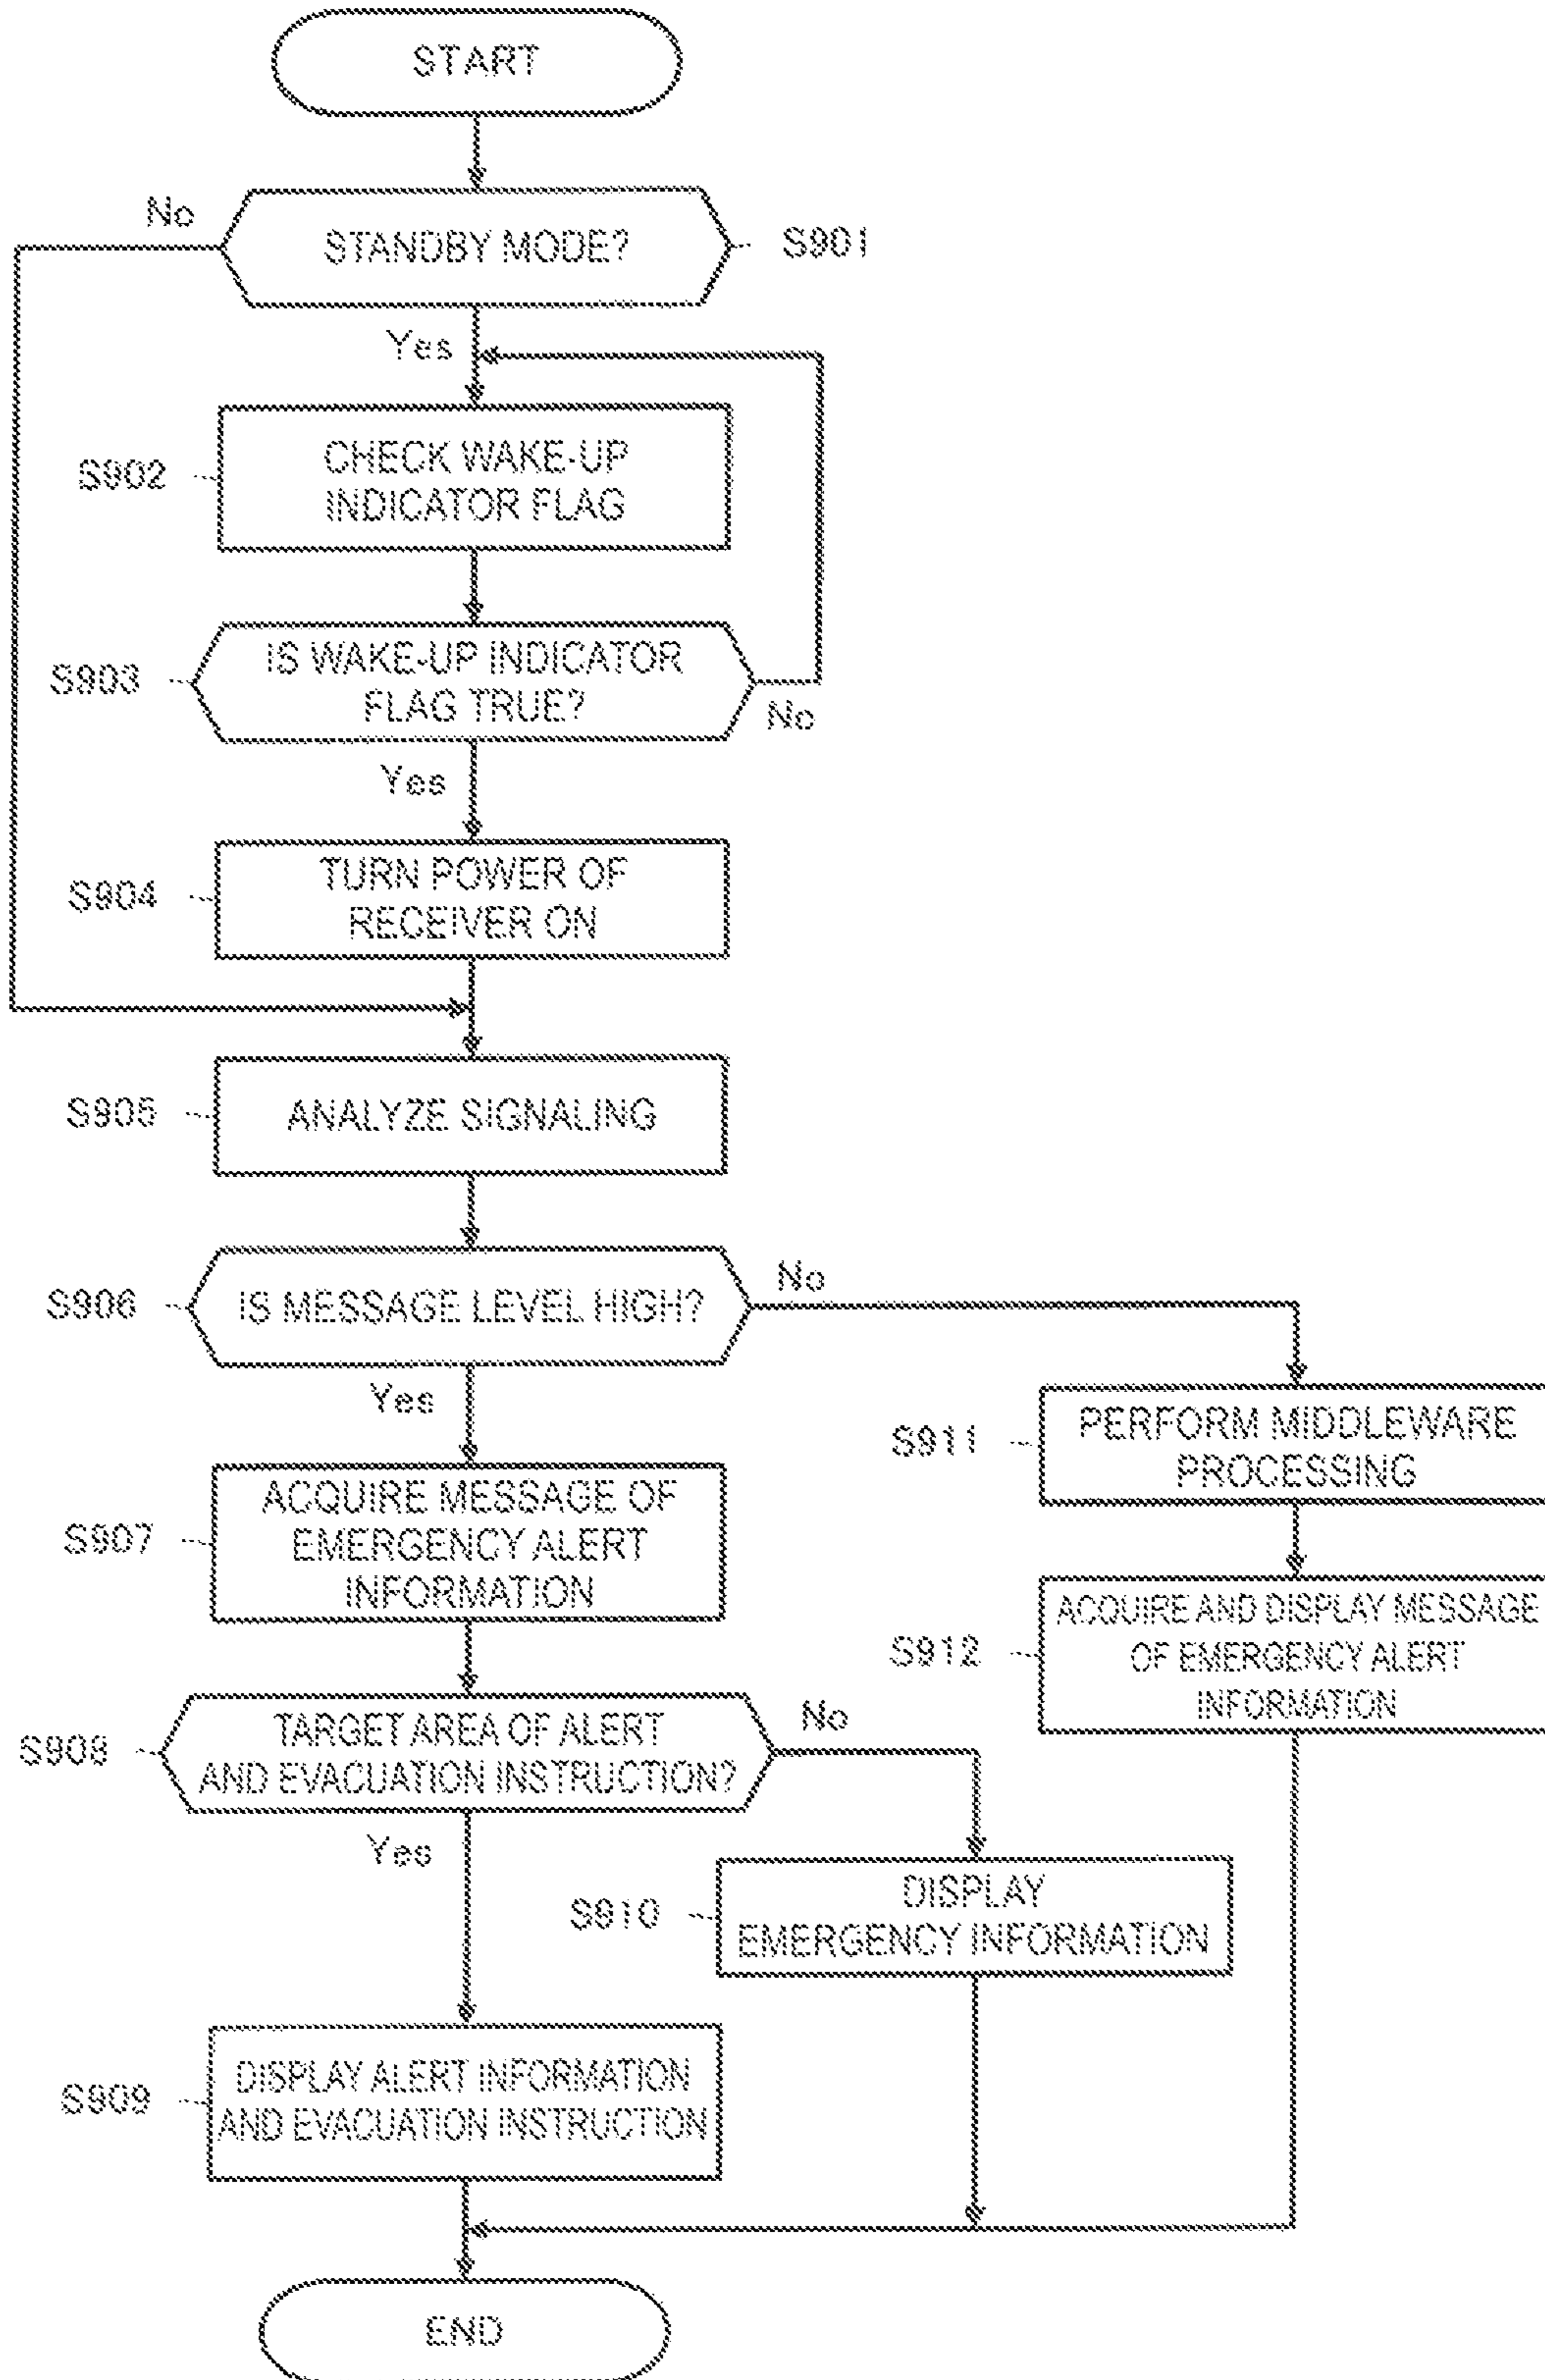 START
No
STANDBY MODE?
S901
Yes
S902
CHECK WAKE-UP
INDICATOR FLAG
S903
IS WAKE-UP INDICATOR
FLAG TRUE?
No
Yes
S904
TURN POWER OF
RECEIVER ON
S905
ANALYZE SIGNALING
S906
IS MESSAGE LEVEL HIGH?
No
Yes
S911
PERFORM MIDDLEWARE
PROCESSING
S907
ACQUIRE MESSAGE OF
EMERGENCY ALERT
INFORMATION
S912
ACQUIRE AND DISPLAY MESSAGE
OF EMERGENCY ALERT
INFORMATION
S908
TARGET AREA OF ALERT
AND EVACUATION INSTRUCTION?
No
Yes
S910
DISPLAY
EMERGENCY INFORMATION
S909
DISPLAY ALERT INFORMATION
AND EVACUATION INSTRUCTION
END